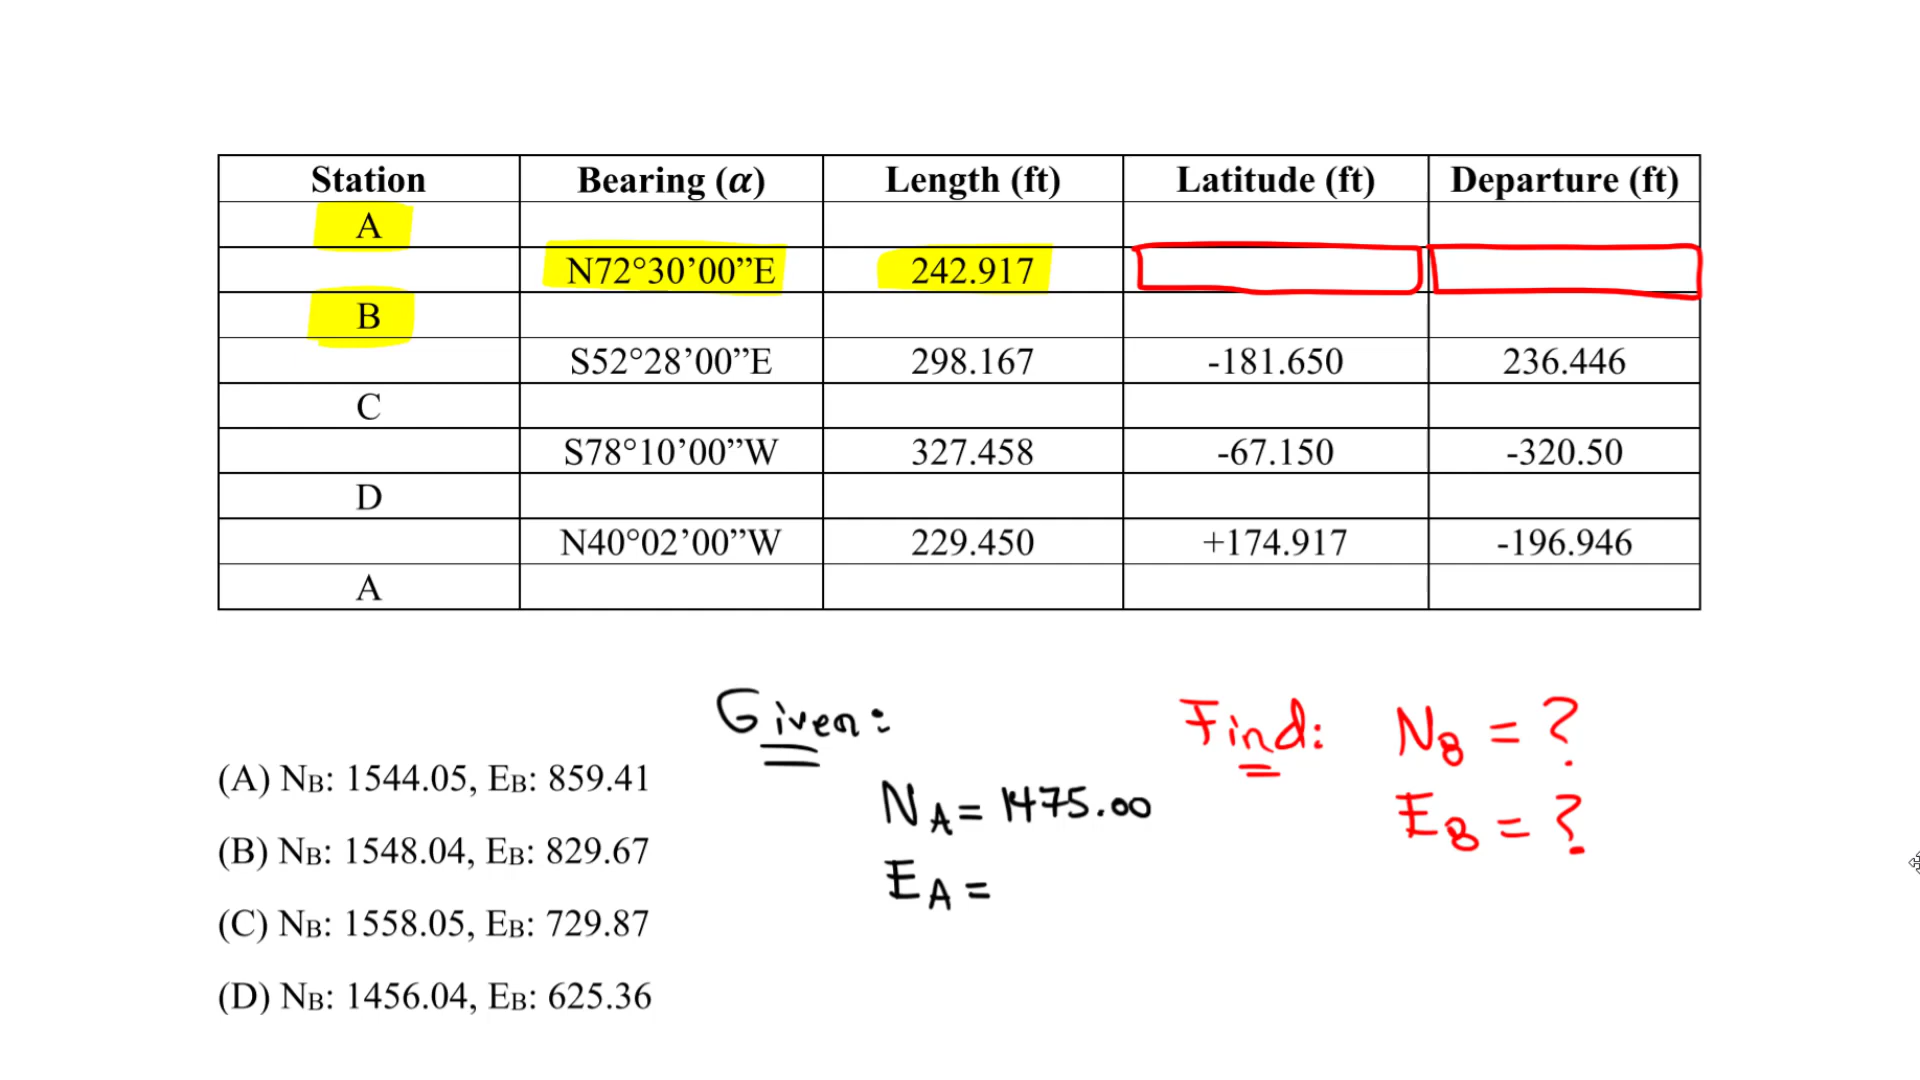 Station Bearing (α) Length (ft) Latitude (ft) Departure (ft)
A
N72°30’00”E 242.917
B
S52°28’00”E 298.167 -181.650 236.446
C
S78°10’00”W 327.458 -67.150 -320.50
D
N40°02’00”W 229.450 +174.917 -196.946
A
Given:
Find: NB = ?
(A) NB: 1544.05, EB: 859.41
NA = 1475.00
EB = ?
(B) NB: 1548.04, EB: 829.67
EA =
(C) NB: 1558.05, EB: 729.87
(D) NB: 1456.04, EB: 625.36